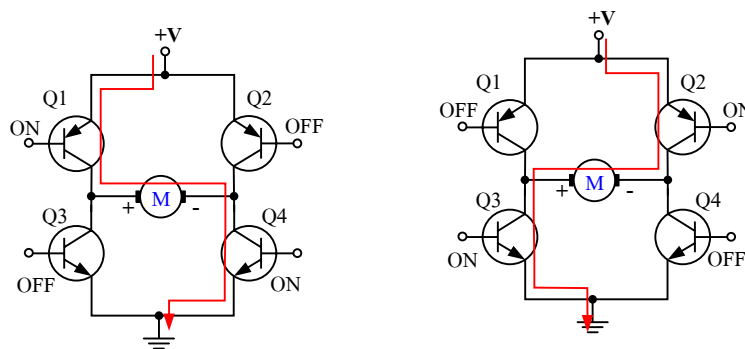 +V
Q1
Q2
ON
OFF
M
+
-
Q3
Q4
OFF
ON
+V
Q1
Q2
OFF
ON
M
+
-
Q3
Q4
ON
OFF